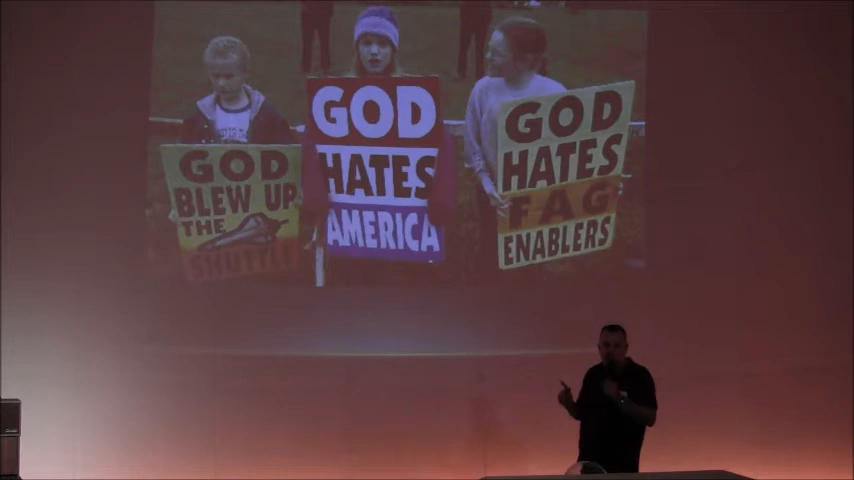 GOD
BLEW UP
THE
SHUTTLE
GOD
HATES
AMERICA
GOD
HATES
FAG
ENABLERS